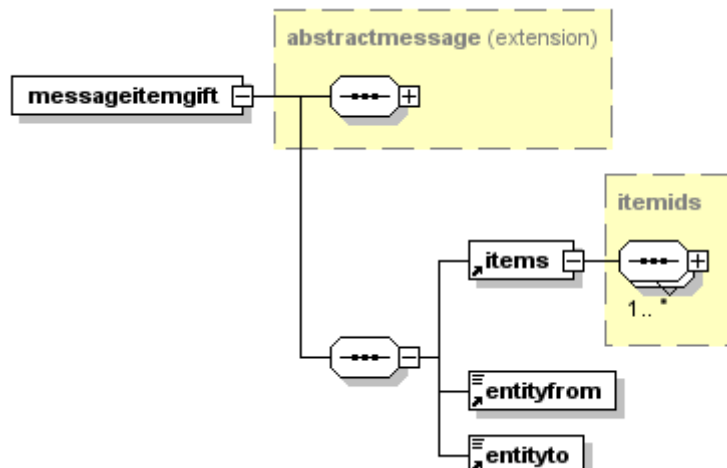 abstractmessage (extension)
messageitemgift
itemids
items
1.. *
entityfrom
entityto